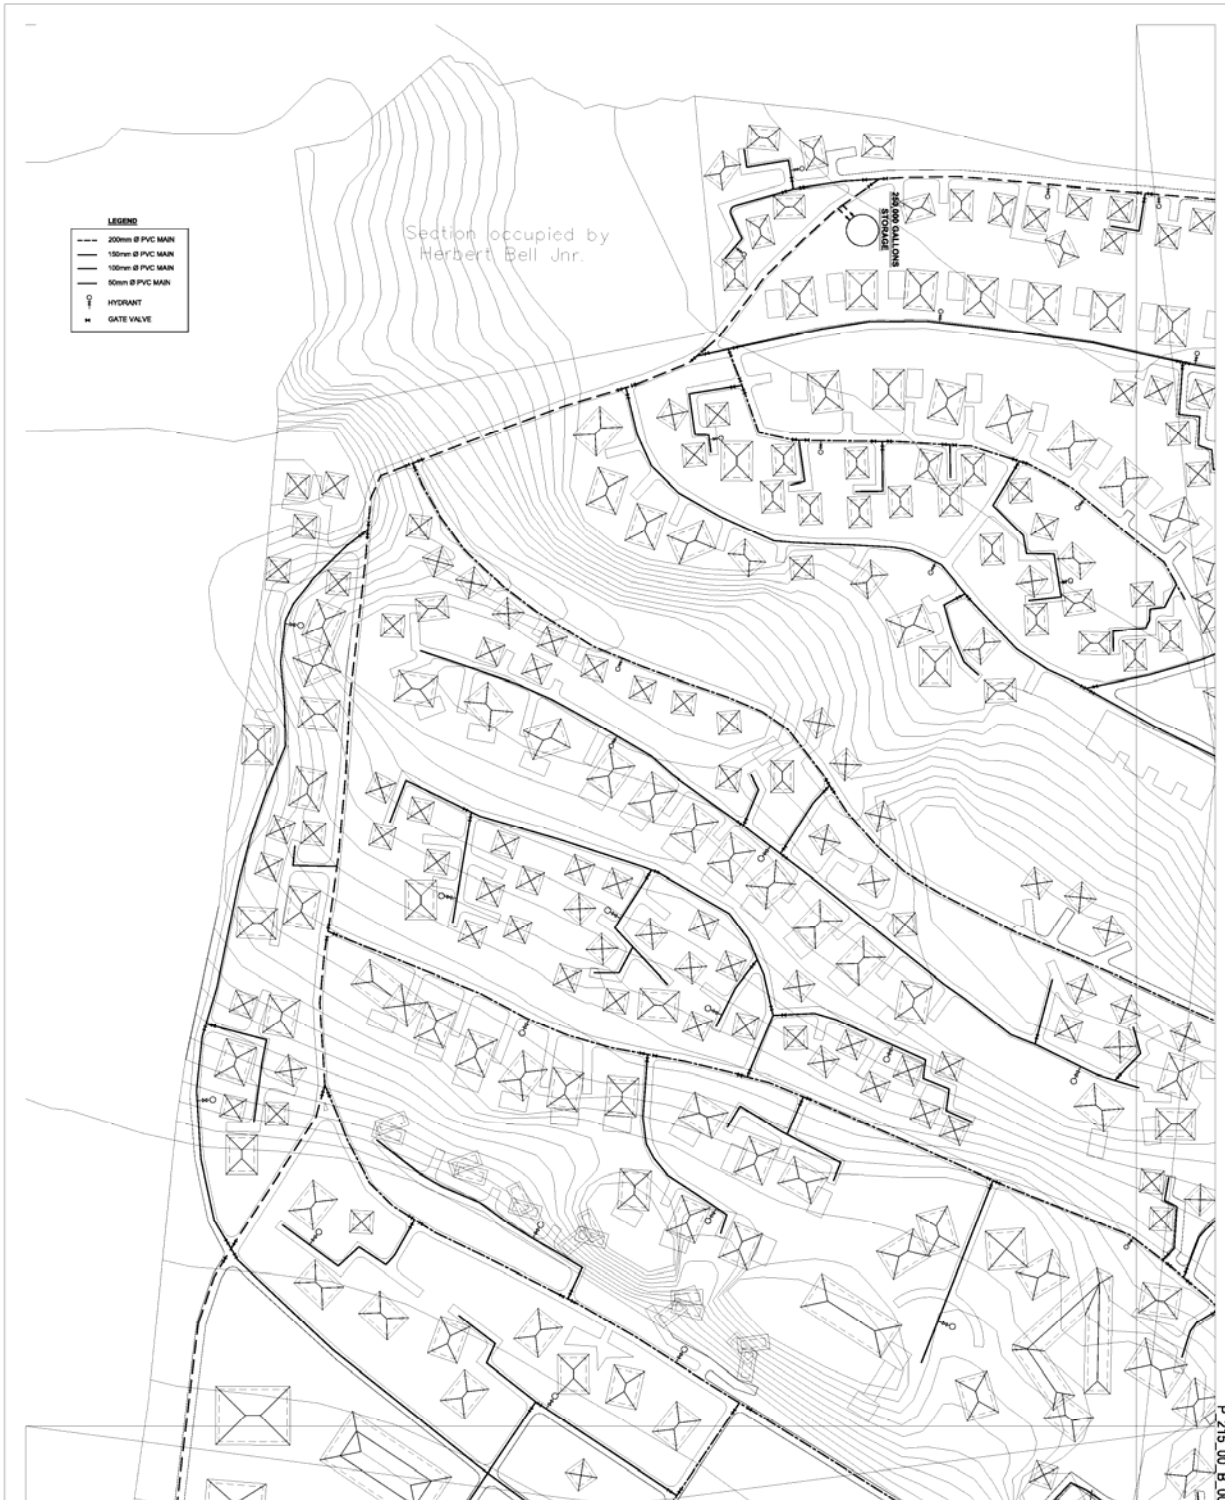 LEGEND
200mm Ø PVC MAIN
150mm Ø PVC MAIN
100mm Ø PVC MAIN
50mm Ø PVC MAIN
HYDRANT
GATE VALVE
Section occupied by
Herbert Bell Jnr.
250,000 GALLONS
STORAGE